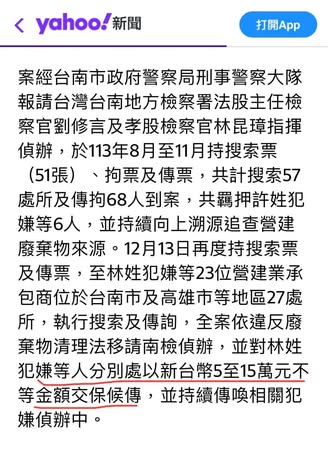 yahoo!新聞
打開App
案經台南市政府警察局刑事警察大隊
報請台灣台南地方檢察署法股主任檢
察官劉修言及孝股檢察官林昆璋指揮
偵辦，於113年8月至11月持搜索票
（51張）、拘票及傳票，共計搜索57
處所及傳拘68人到案，共羈押許姓犯
嫌等6人，並持續向上溯源追查營建
廢棄物來源。12月13日再度持搜索票
及傳票，至林姓犯嫌等23位營建業承
包商位於台南市及高雄市等地區27處
所，執行搜索及傳詢，全案依違反廢
棄物清理法移請南檢偵辦，並對林姓
犯嫌等人分別處以新台幣5至15萬元不
等金額交保候傳，並持續傳喚相關犯
嫌偵辦中。